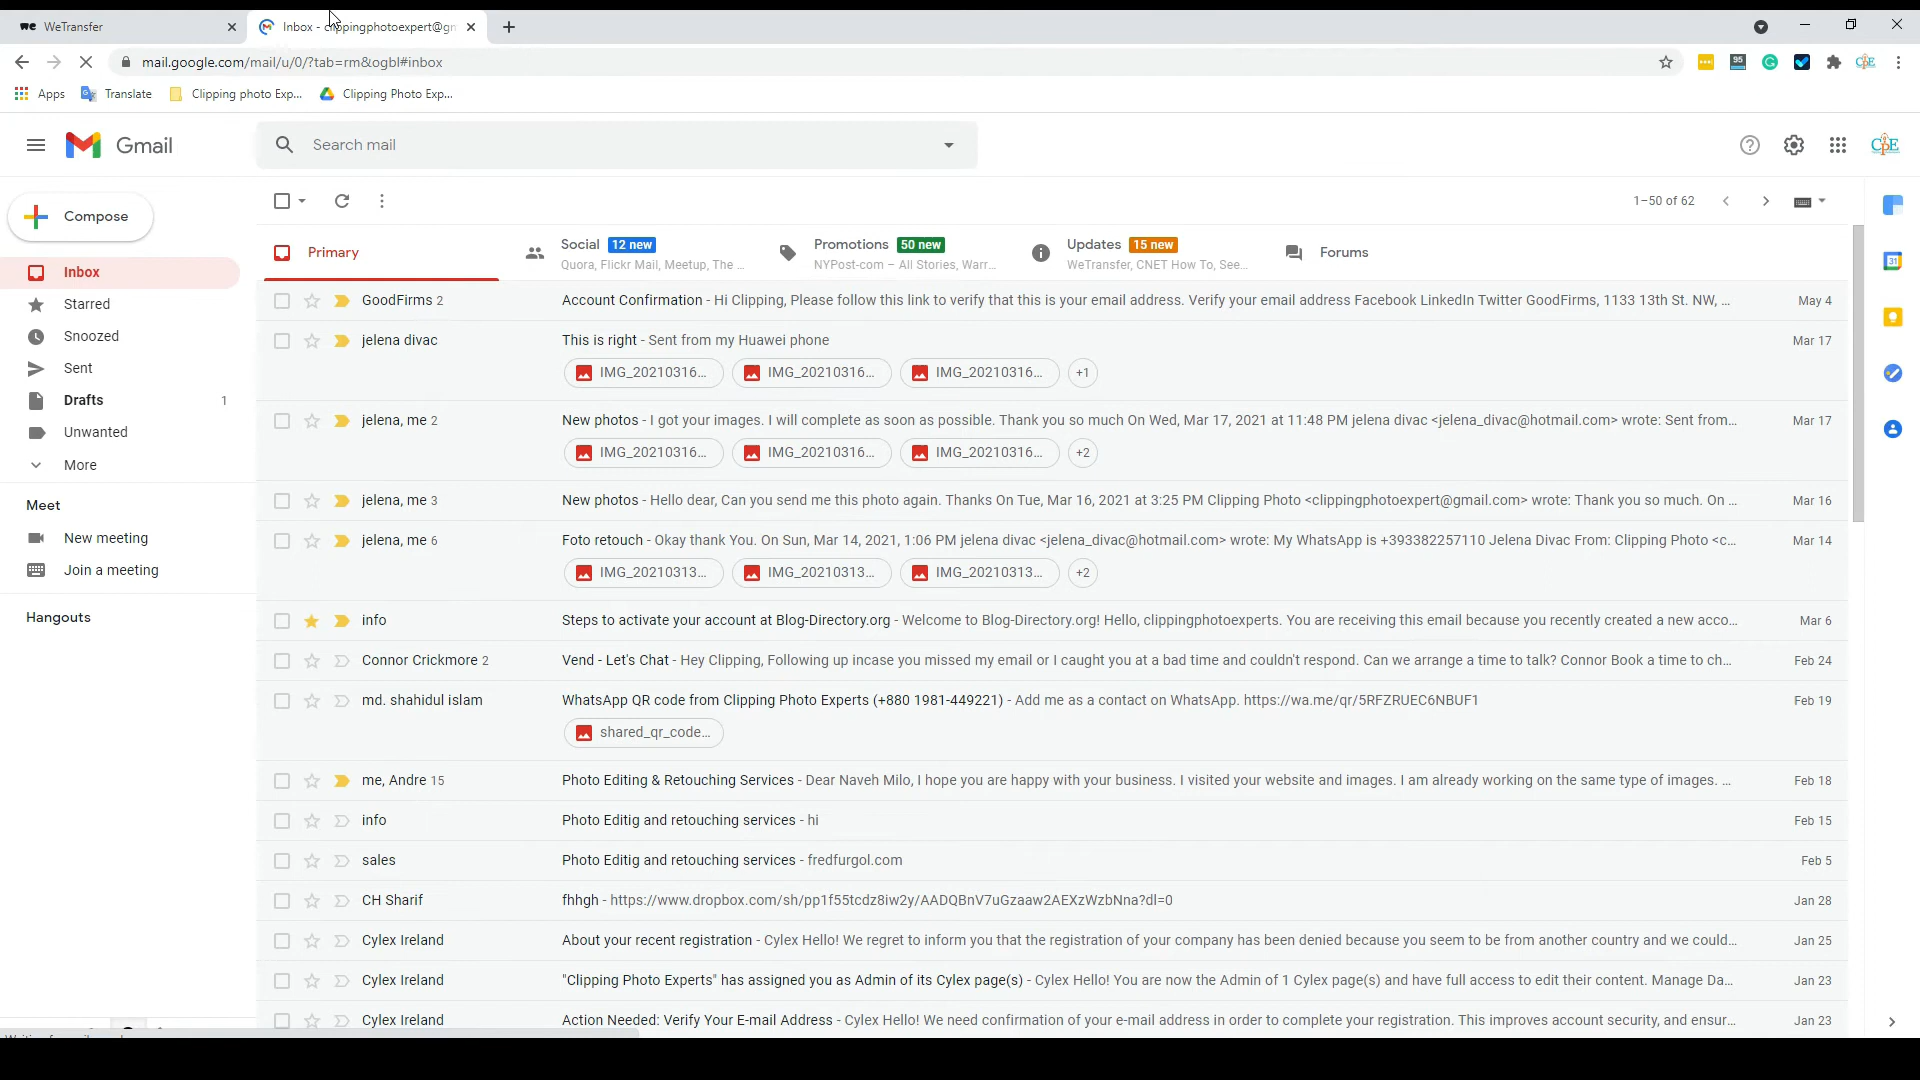 WeTransfer
Inbox - clippingphotoexpert@gm
mail.google.com/mail/u/0/?tab=rm&ogbl#inbox
95
CPE
Apps
Translate
Clipping photo Exp...
Clipping Photo Exp...
Gmail
Search mail
CPE
Compose
1–50 of 62
Primary
Social 12 new
Quora, Flickr Mail, Meetup, The ...
Promotions 50 new
NYPost-com – All Stories, Warr...
Updates 15 new
WeTransfer, CNET How To, See...
Forums
Inbox
Starred
Snoozed
Sent
Drafts 1
Unwanted
More
Meet
New meeting
Join a meeting
Hangouts
31
GoodFirms 2 Account Confirmation - Hi Clipping, Please follow this link to verify that this is your email address. Verify your email address Facebook LinkedIn Twitter GoodFirms, 1133 13th St. NW, ... May 4
jelena divac This is right - Sent from my Huawei phone Mar 17
IMG_20210316... IMG_20210316... IMG_20210316... +1
jelena, me 2 New photos - I got your images. I will complete as soon as possible. Thank you so much On Wed, Mar 17, 2021 at 11:48 PM jelena divac <jelena_divac@hotmail.com> wrote: Sent from... Mar 17
IMG_20210316... IMG_20210316... IMG_20210316... +2
jelena, me 3 New photos - Hello dear, Can you send me this photo again. Thanks On Tue, Mar 16, 2021 at 3:25 PM Clipping Photo <clippingphotoexpert@gmail.com> wrote: Thank you so much. On ... Mar 16
jelena, me 6 Foto retouch - Okay thank You. On Sun, Mar 14, 2021, 1:06 PM jelena divac <jelena_divac@hotmail.com> wrote: My WhatsApp is +393382257110 Jelena Divac From: Clipping Photo <c... Mar 14
IMG_20210313... IMG_20210313... IMG_20210313... +2
info Steps to activate your account at Blog-Directory.org - Welcome to Blog-Directory.org! Hello, clippingphotoexperts. You are receiving this email because you recently created a new acco... Mar 6
Connor Crickmore 2 Vend - Let's Chat - Hey Clipping, Following up incase you missed my email or I caught you at a bad time and couldn't respond. Can we arrange a time to talk? Connor Book a time to ch... Feb 24
md. shahidul islam WhatsApp QR code from Clipping Photo Experts (+880 1981-449221) - Add me as a contact on WhatsApp. https://wa.me/qr/5RFZRUEC6NBUF1 Feb 19
shared_qr_code...
me, Andre 15 Photo Editing & Retouching Services - Dear Naveh Milo, I hope you are happy with your business. I visited your website and images. I am already working on the same type of images. ... Feb 18
info Photo Editig and retouching services - hi Feb 15
sales Photo Editig and retouching services - fredfurgol.com Feb 5
CH Sharif fhhgh - https://www.dropbox.com/sh/pp1f55tcdz8iw2y/AADQBnV7uGzaaw2AEXzWzbNna?dl=0 Jan 28
Cylex Ireland About your recent registration - Cylex Hello! We regret to inform you that the registration of your company has been denied because you seem to be from another country and we could... Jan 25
Cylex Ireland "Clipping Photo Experts" has assigned you as Admin of its Cylex page(s) - Cylex Hello! You are now the Admin of 1 Cylex page(s) and have full access to edit their content. Manage Da... Jan 23
Cylex Ireland Action Needed: Verify Your E-mail Address - Cylex Hello! We need confirmation of your e-mail address in order to complete your registration. This improves account security, and ensur... Jan 23